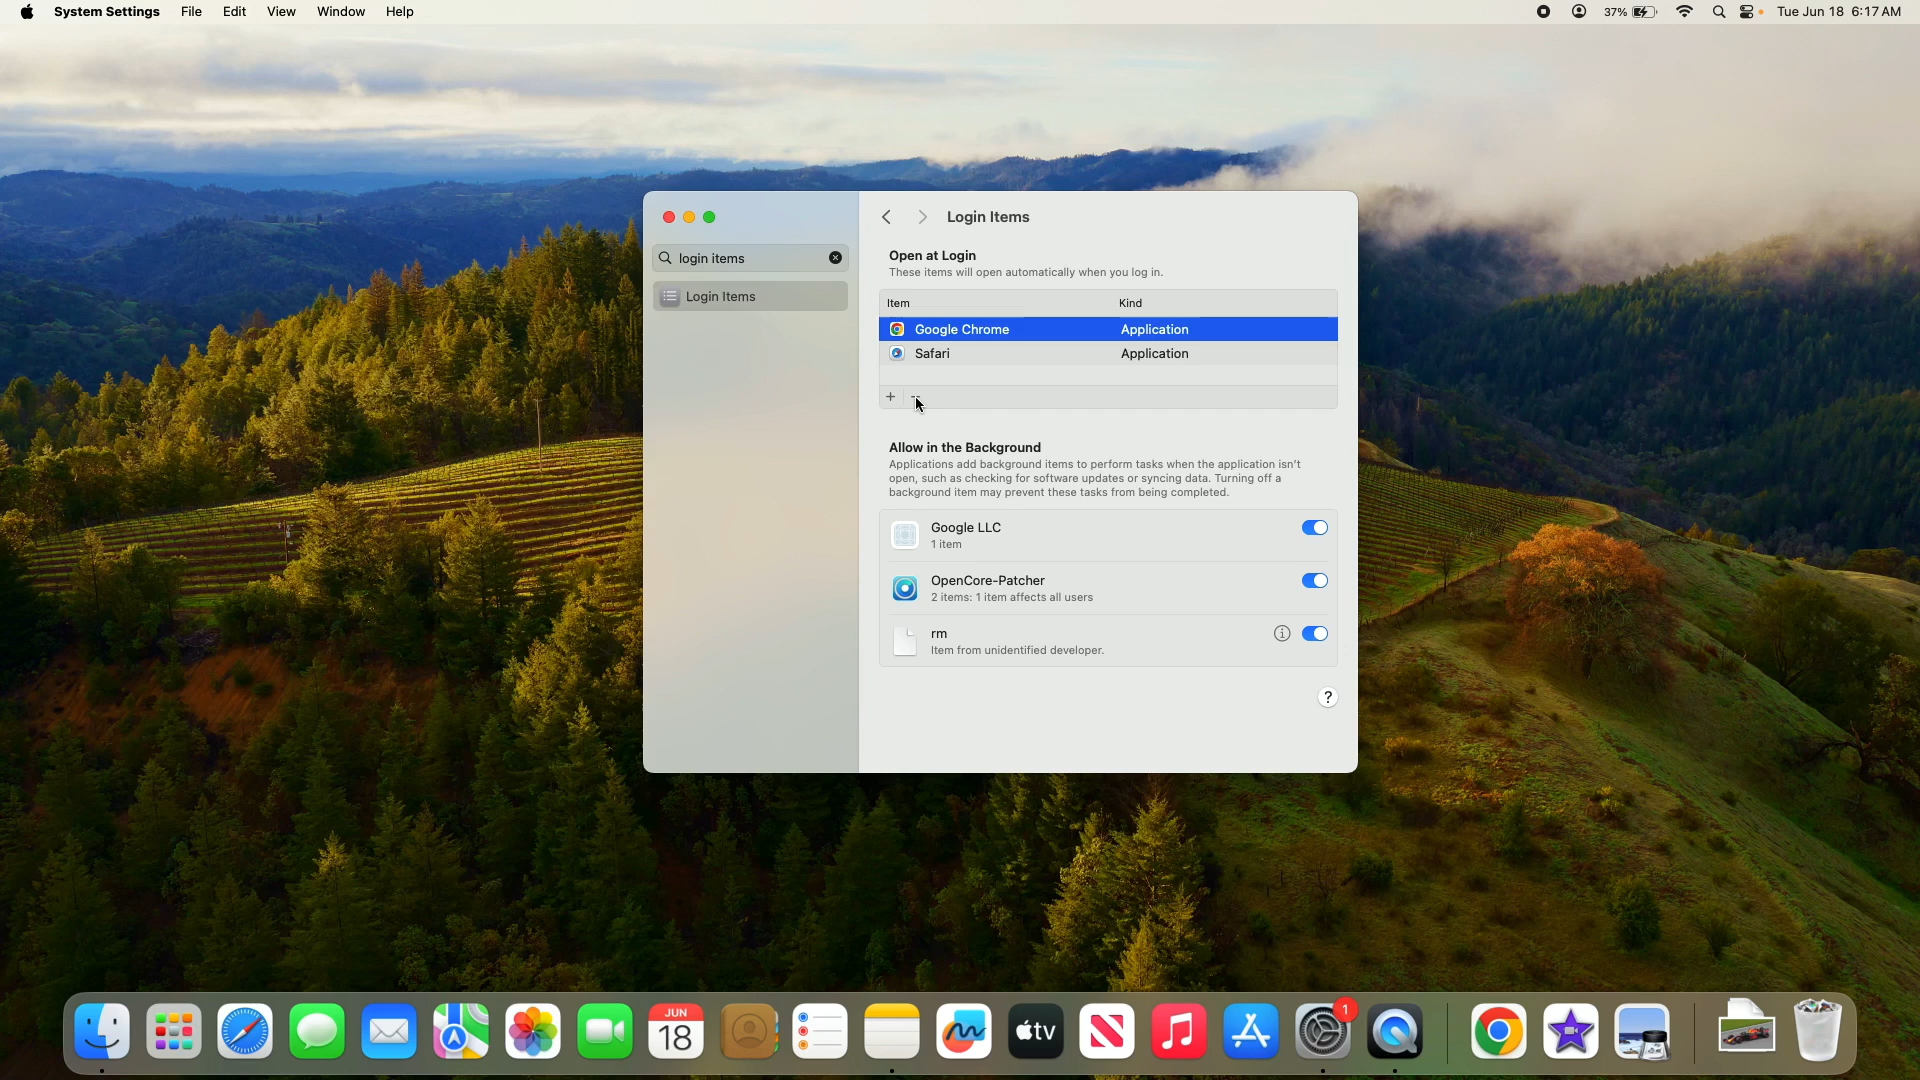 System Settings File Edit View Window Help
37% Tue Jun 18 6:17 AM
login items
Login Items
Login Items
Open at Login
These items will open automatically when you log in.
Item Kind
Google Chrome Application
Safari Application
+ -
Allow in the Background
Applications add background items to perform tasks when the application isn't
open, such as checking for software updates or syncing data. Turning off a
background item may prevent these tasks from being completed.
Google LLC
1 item
OpenCore-Patcher
2 items: 1 item affects all users
rm
Item from unidentified developer.
?
JUN
18
tv
1